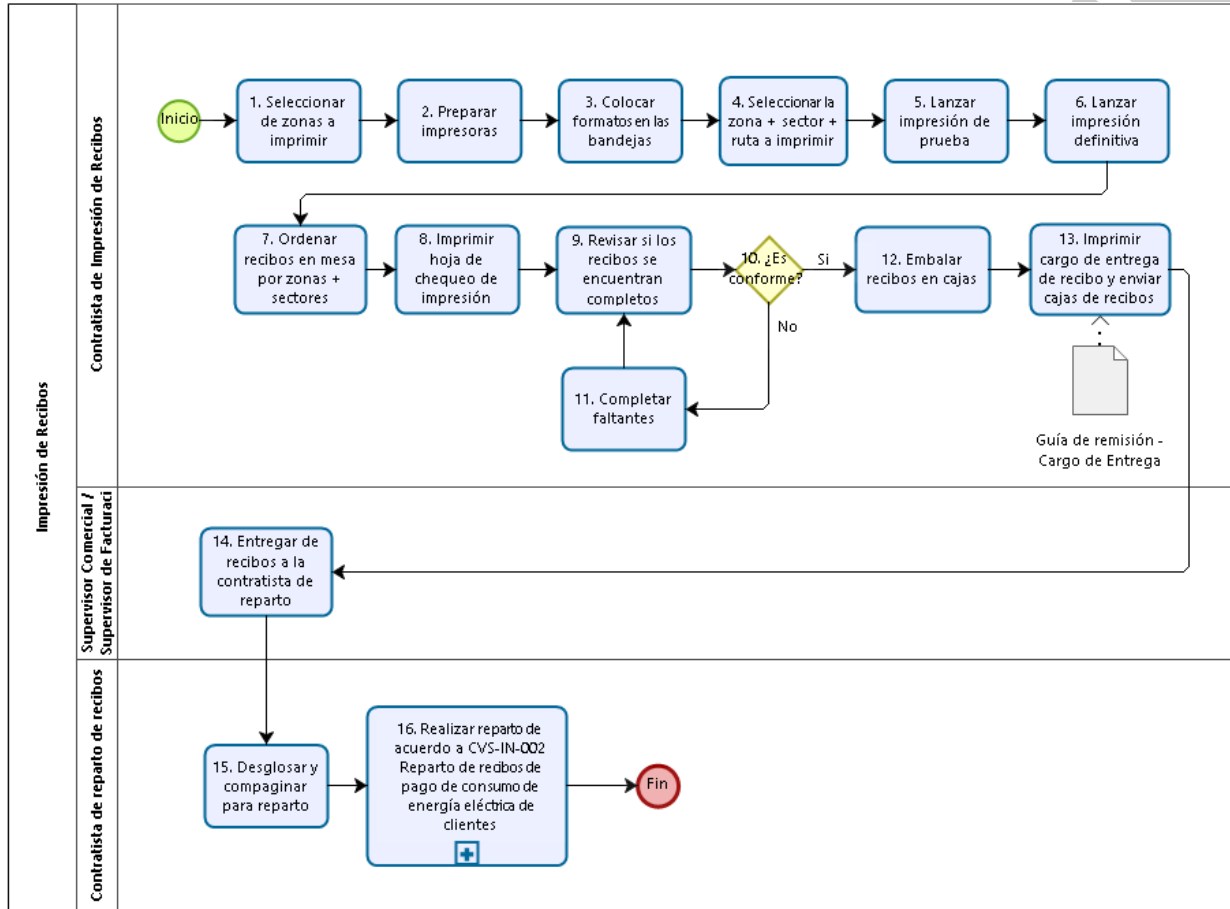 Impresión de Recibos
Contratista de Impresión de Recibos
Inicio
1. Seleccionar
de zonas a
imprimir
2. Preparar
impresoras
3. Colocar
formatos en las
bandejas
4. Seleccionar la
zona + sector +
ruta a imprimir
5. Lanzar
impresión de
prueba
6. Lanzar
impresión
definitiva
7. Ordenar
recibos en mesa
por zonas +
sectores
8. Imprimir
hoja de
chequeo de
impresión
9. Revisar si los
recibos se
encuentran
completos
10. ¿Es
conforme?
Si
No
11. Completar
faltantes
12. Embalar
recibos en cajas
13. Imprimir
cargo de entrega
de recibo y enviar
cajas de recibos
Guía de remisión -
Cargo de Entrega
Supervisor Comercial /
Supervisor de Facturaci
14. Entregar de
recibos a la
contratista de
reparto
Contratista de reparto de recibos
15. Desglosar y
compaginar
para reparto
16. Realizar reparto de
acuerdo a CVS-IN-002
Reparto de recibos de
pago de consumo de
energía eléctrica de
clientes
Fin